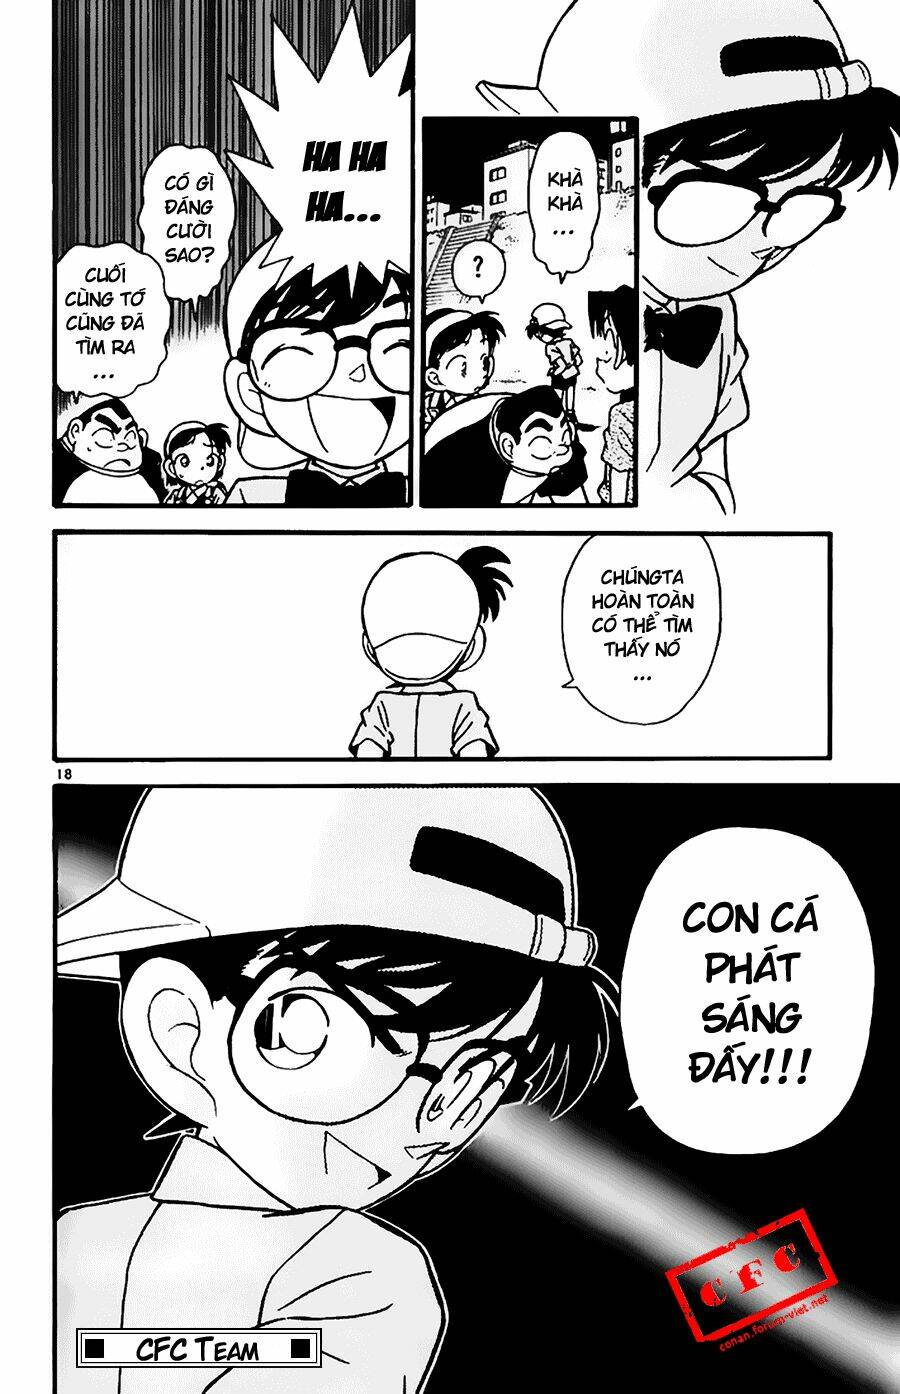 KHÀ
KHÀ
...
?
HA HA
HA...
CÓ GÌ
ĐÁNG
CƯỜI
SAO?
CUỐI
CÙNG TỚ
CŨNG ĐÃ
TÌM RA
...
CHÚNGTA
HOÀN TOÀN
CÓ THỂ TÌM
THẤY NÓ
...
18
CON CÁ
PHÁT
SÁNG
ĐẤY!!!
CFC
conan.forum-viet.net
CFC TEAM